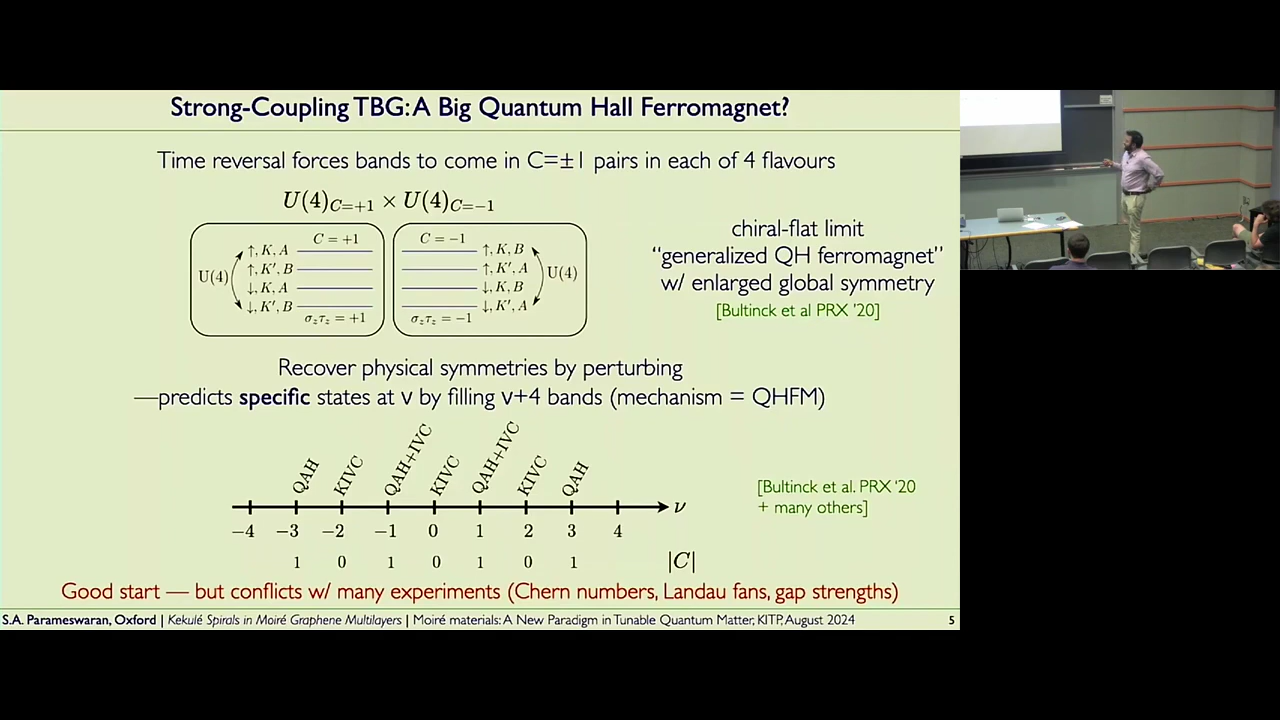 Strong-Coupling TBG: A Big Quantum Hall Ferromagnet?
Time reversal forces bands to come in C=±1 pairs in each of 4 flavours
U(4)_{C=+1} × U(4)_{C=−1}
C = +1
↑, K, A
↑, K′, B
↓, K, A
↓, K′, B
U(4)
σ_zτ_z = +1
C = −1
↑, K, B
↑, K′, A
↓, K, B
↓, K′, A
U(4)
σ_zτ_z = −1
chiral-flat limit
“generalized QH ferromagnet”
w/ enlarged global symmetry
[Bultinck et al PRX '20]
Recover physical symmetries by perturbing
—predicts specific states at ν by filling ν+4 bands (mechanism = QHFM)
QAH KIVC QAH+IVC KIVC QAH+IVC KIVC QAH
−4 −3 −2 −1 0 1 2 3 4 ν
1 0 1 0 1 0 1 |C|
[Bultinck et al. PRX '20
+ many others]
Good start — but conflicts w/ many experiments (Chern numbers, Landau fans, gap strengths)
S.A. Parameswaran, Oxford | Kekulé Spirals in Moiré Graphene Multilayers | Moiré materials: A New Paradigm in Tunable Quantum Matter, KITP, August 2024 5